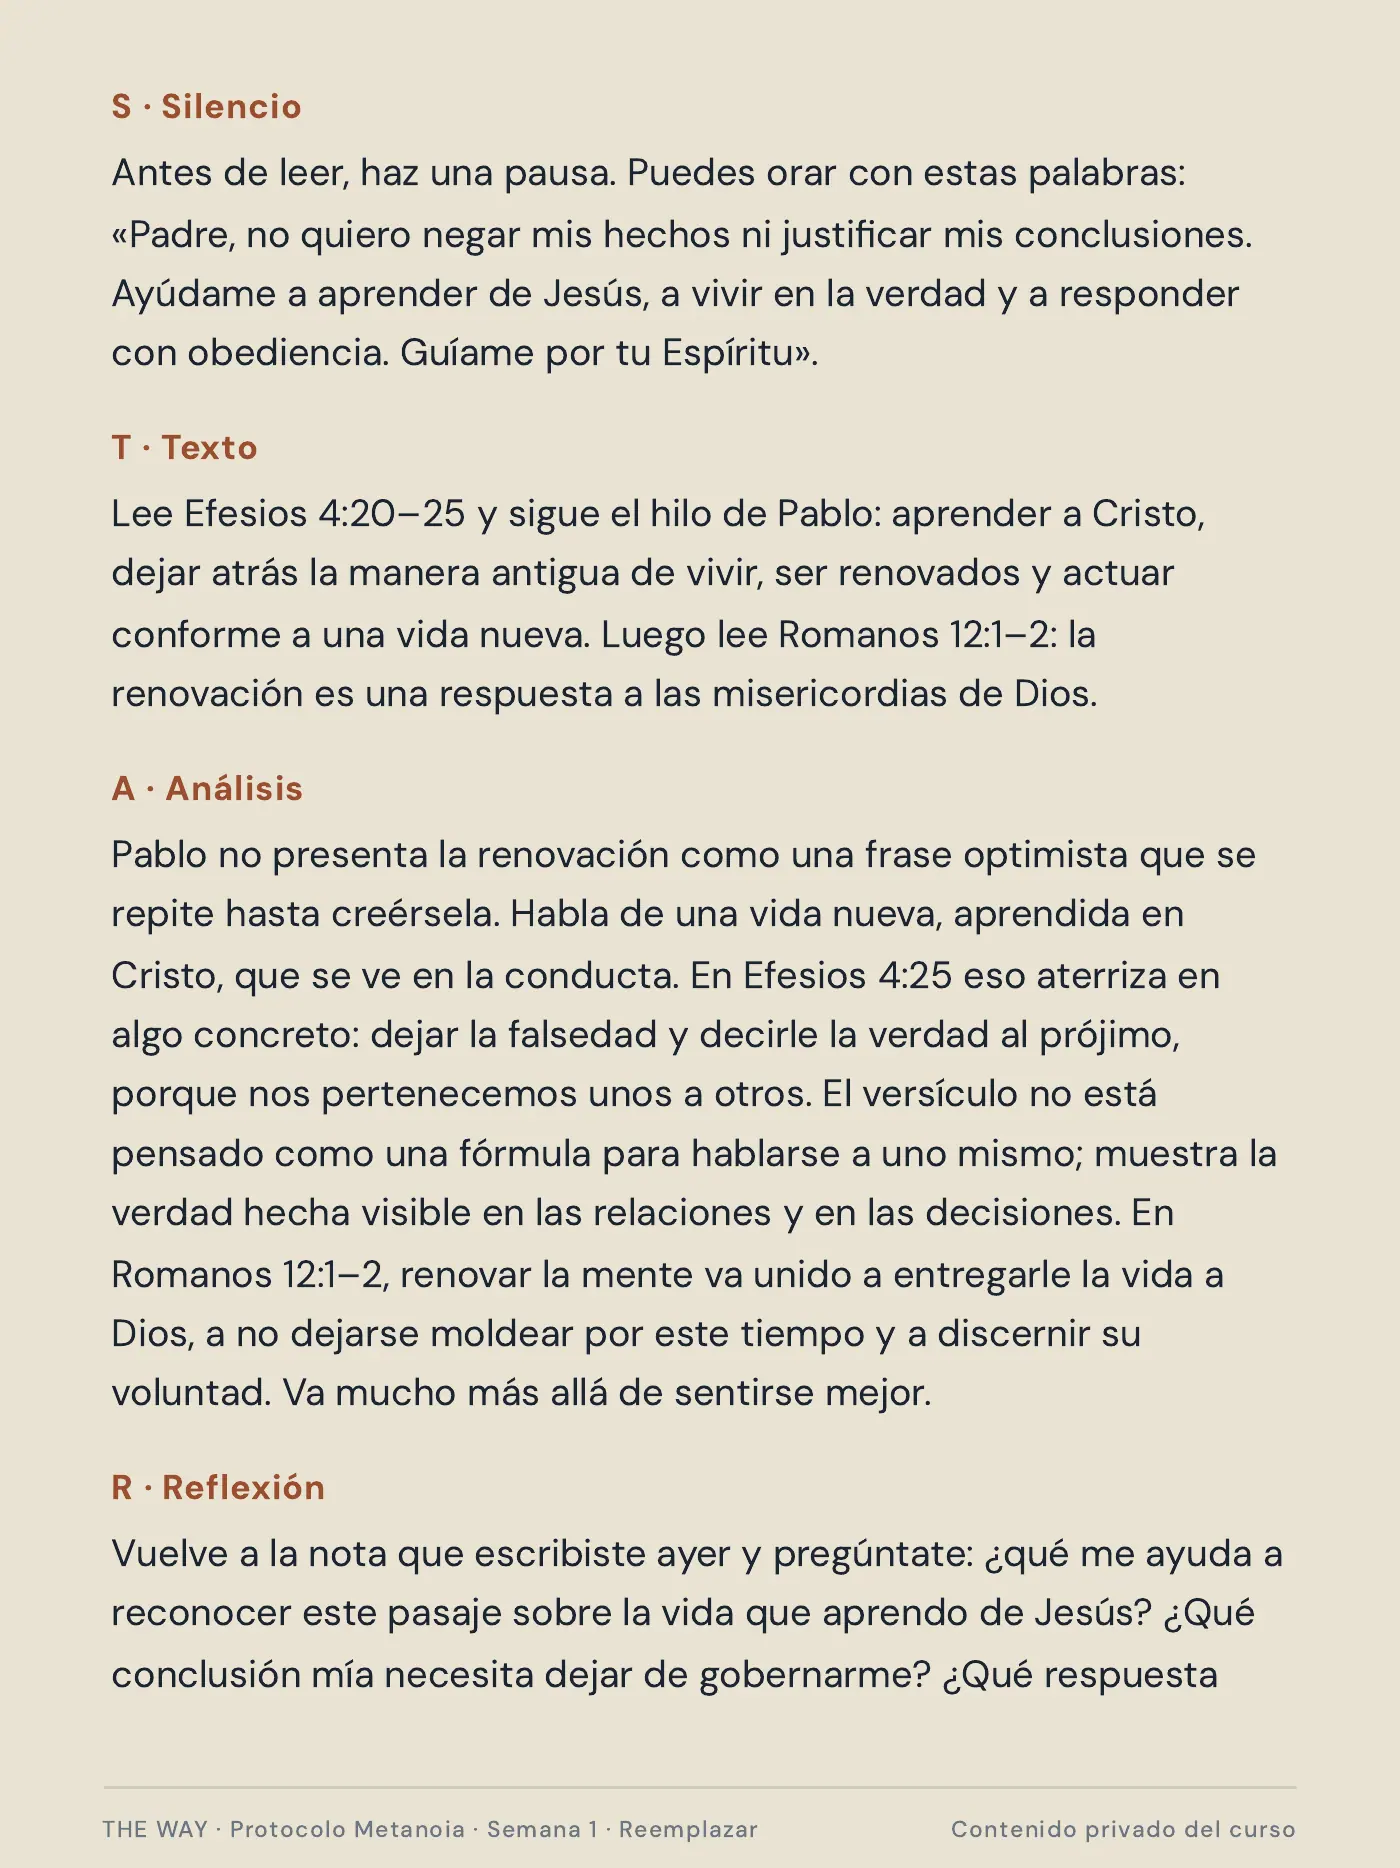 S · Silencio
Antes de leer, haz una pausa. Puedes orar con estas palabras:
«Padre, no quiero negar mis hechos ni justificar mis conclusiones.
Ayúdame a aprender de Jesús, a vivir en la verdad y a responder
con obediencia. Guíame por tu Espíritu».
T · Texto
Lee Efesios 4:20–25 y sigue el hilo de Pablo: aprender a Cristo,
dejar atrás la manera antigua de vivir, ser renovados y actuar
conforme a una vida nueva. Luego lee Romanos 12:1–2: la
renovación es una respuesta a las misericordias de Dios.
A · Análisis
Pablo no presenta la renovación como una frase optimista que se
repite hasta creérsela. Habla de una vida nueva, aprendida en
Cristo, que se ve en la conducta. En Efesios 4:25 eso aterriza en
algo concreto: dejar la falsedad y decirle la verdad al prójimo,
porque nos pertenecemos unos a otros. El versículo no está
pensado como una fórmula para hablarse a uno mismo; muestra la
verdad hecha visible en las relaciones y en las decisiones. En
Romanos 12:1–2, renovar la mente va unido a entregarle la vida a
Dios, a no dejarse moldear por este tiempo y a discernir su
voluntad. Va mucho más allá de sentirse mejor.
R · Reflexión
Vuelve a la nota que escribiste ayer y pregúntate: ¿qué me ayuda a
reconocer este pasaje sobre la vida que aprendo de Jesús? ¿Qué
conclusión mía necesita dejar de gobernarme? ¿Qué respuesta
THE WAY · Protocolo Metanoia · Semana 1 · Reemplazar
Contenido privado del curso